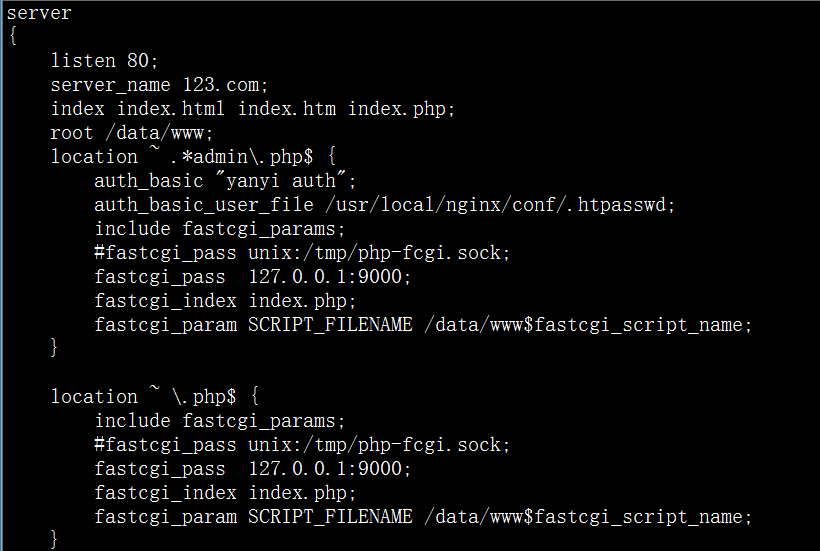 server
{
    listen 80;
    server_name 123.com;
    index index.html index.htm index.php;
    root /data/www;
    location ~ .*admin\.php$ {
        auth_basic "yanyi auth";
        auth_basic_user_file /usr/local/nginx/conf/.htpasswd;
        include fastcgi_params;
        #fastcgi_pass unix:/tmp/php-fcgi.sock;
        fastcgi_pass  127.0.0.1:9000;
        fastcgi_index index.php;
        fastcgi_param SCRIPT_FILENAME /data/www$fastcgi_script_name;
    }

    location ~ \.php$ {
        include fastcgi_params;
        #fastcgi_pass unix:/tmp/php-fcgi.sock;
        fastcgi_pass  127.0.0.1:9000;
        fastcgi_index index.php;
        fastcgi_param SCRIPT_FILENAME /data/www$fastcgi_script_name;
    }